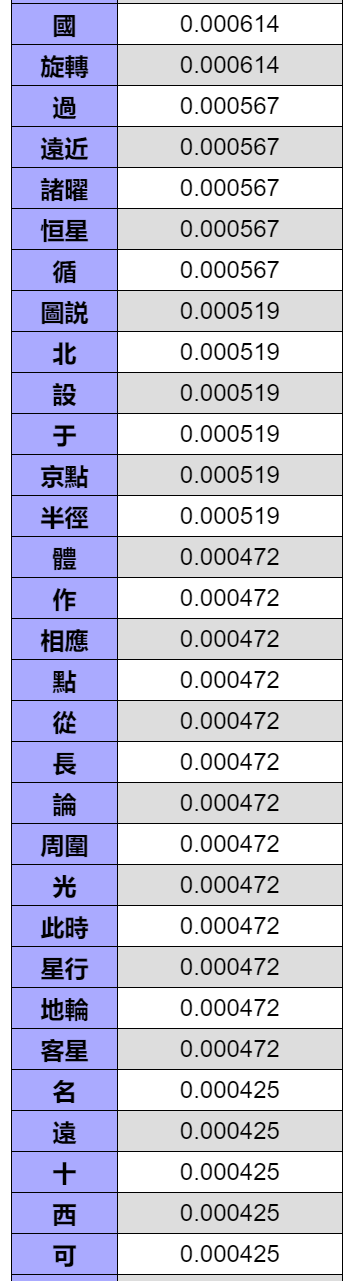 國 0.000614
旋轉 0.000614
過 0.000567
遠近 0.000567
諸曜 0.000567
恒星 0.000567
循 0.000567
圖説 0.000519
北 0.000519
設 0.000519
于 0.000519
京點 0.000519
半徑 0.000519
體 0.000472
作 0.000472
相應 0.000472
點 0.000472
從 0.000472
長 0.000472
論 0.000472
周圍 0.000472
光 0.000472
此時 0.000472
星行 0.000472
地輪 0.000472
客星 0.000472
名 0.000425
遠 0.000425
十 0.000425
西 0.000425
可 0.000425